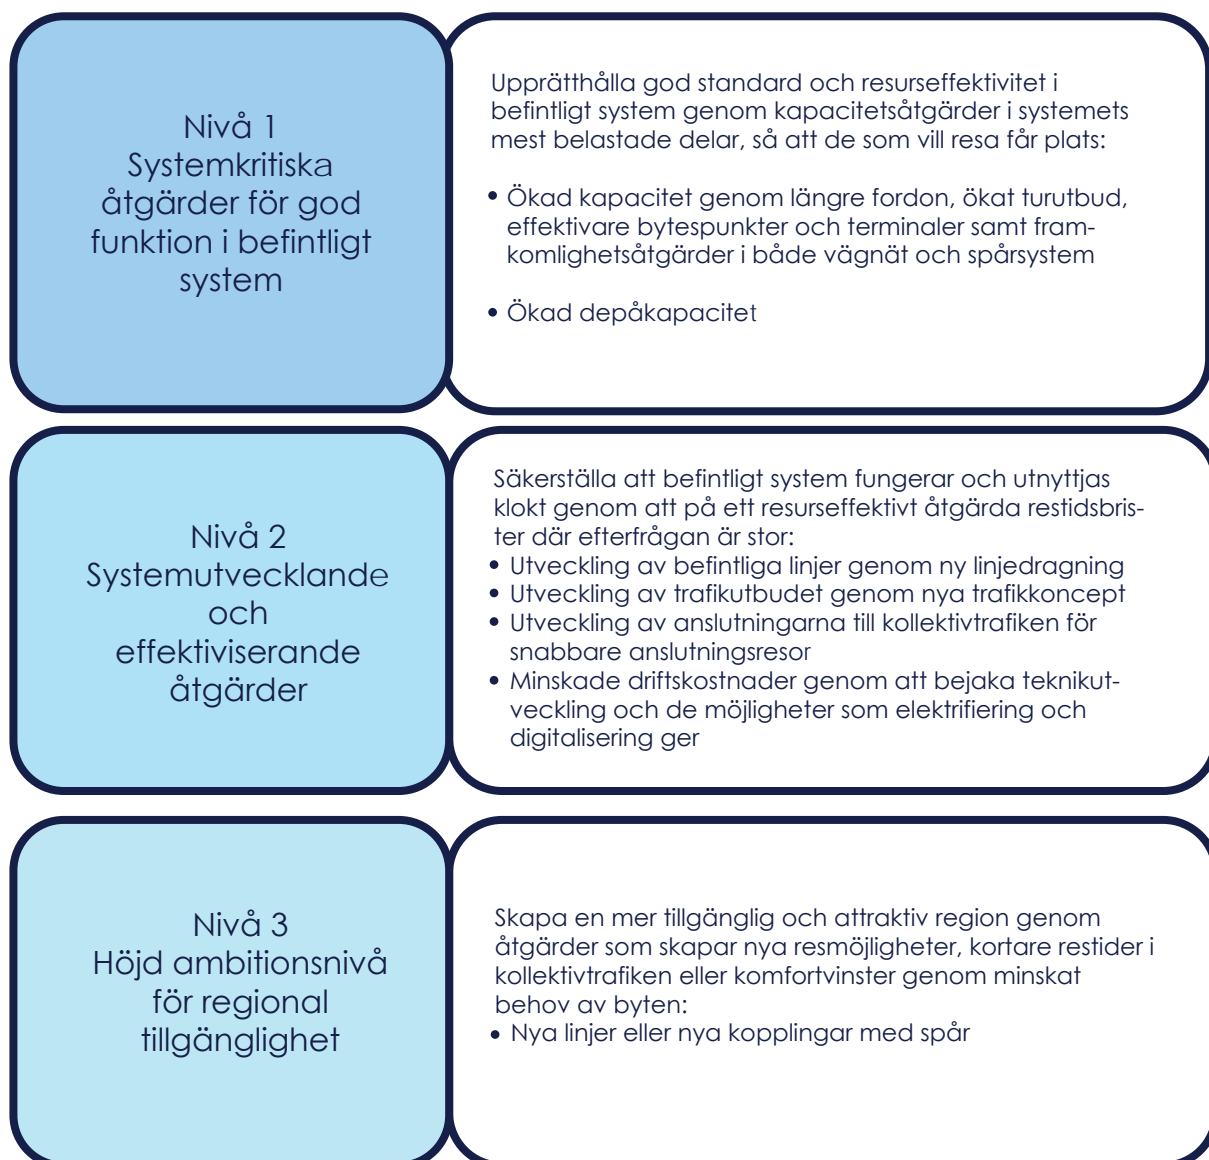 Nivå 1
Systemkritiska
åtgärder för god
funktion i befintligt
system
Upprätthålla god standard och resurseffektivitet i
befintligt system genom kapacitetsåtgärder i systemets
mest belastade delar, så att de som vill resa får plats:
• Ökad kapacitet genom längre fordon, ökat turutbud,
effektivare bytespunkter och terminaler samt fram-
komlighetsåtgärder i både vägnät och spårsystem
• Ökad depåkapacitet
Nivå 2
Systemutvecklande
och
effektiviserande
åtgärder
Säkerställa att befintligt system fungerar och utnyttjas
klokt genom att på ett resurseffektivt åtgärda restidsbris-
ter där efterfrågan är stor:
• Utveckling av befintliga linjer genom ny linjedragning
• Utveckling av trafikutbudet genom nya trafikkoncept
• Utveckling av anslutningarna till kollektivtrafiken för
snabbare anslutningsresor
• Minskade driftskostnader genom att bejaka teknikut-
veckling och de möjligheter som elektrifiering och
digitalisering ger
Nivå 3
Höjd ambitionsnivå
för regional
tillgänglighet
Skapa en mer tillgänglig och attraktiv region genom
åtgärder som skapar nya resmöjligheter, kortare restider i
kollektivtrafiken eller komfortvinster genom minskat
behov av byten:
• Nya linjer eller nya kopplingar med spår